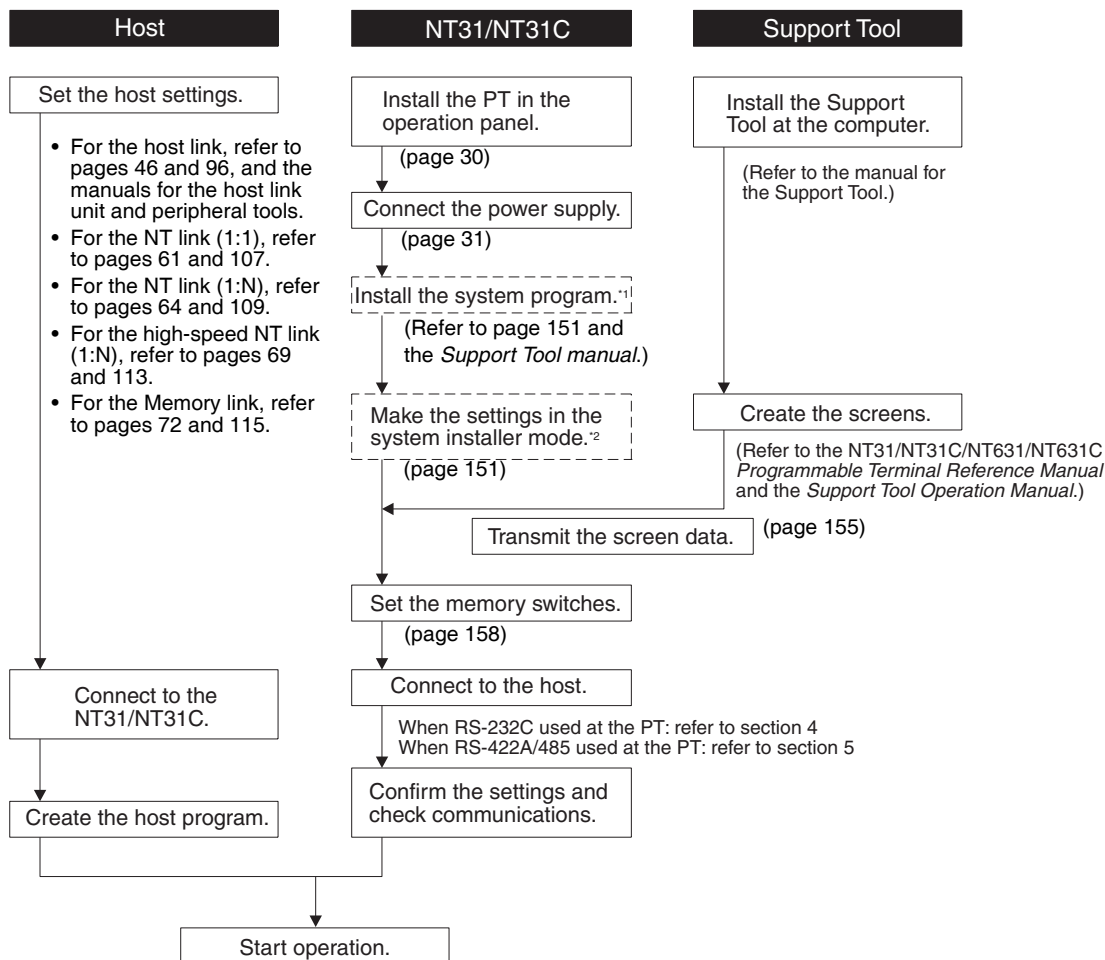 Host
NT31/NT31C
Support Tool
Set the host settings.
• For the host link, refer to
pages 46 and 96, and the
manuals for the host link
unit and peripheral tools.
• For the NT link (1:1), refer
to pages 61 and 107.
• For the NT link (1:N), refer
to pages 64 and 109.
• For the high-speed NT link
(1:N), refer to pages 69
and 113.
• For the Memory link, refer
to pages 72 and 115.
Connect to the
NT31/NT31C.
Create the host program.
Install the PT in the
operation panel.
(page 30)
Connect the power supply.
(page 31)
Install the system program.*1
(Refer to page 151 and
the Support Tool manual.)
Make the settings in the
system installer mode.*2
(page 151)
Install the Support
Tool at the computer.
(Refer to the manual for
the Support Tool.)
Create the screens.
(Refer to the NT31/NT31C/NT631/NT631C
Programmable Terminal Reference Manual
and the Support Tool Operation Manual.)
Transmit the screen data.
(page 155)
Set the memory switches.
(page 158)
Connect to the host.
When RS-232C used at the PT: refer to section 4
When RS-422A/485 used at the PT: refer to section 5
Confirm the settings and
check communications.
Start operation.